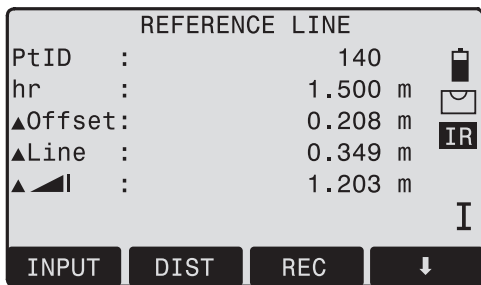 REFERENCE LINE
PtID : 140
hr : 1.500 m
▲Offset: 0.208 m
▲Line : 0.349 m
▲ : 1.203 m
IR
I
INPUT DIST REC ⬇